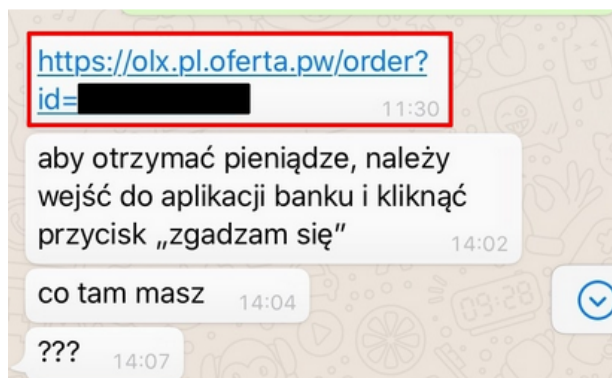 https://olx.pl.oferta.pw/order?
id=
11:30
aby otrzymać pieniądze, należy
wejść do aplikacji banku i kliknąć
przycisk „zgadzam się”
14:02
co tam masz 14:04
??? 14:07